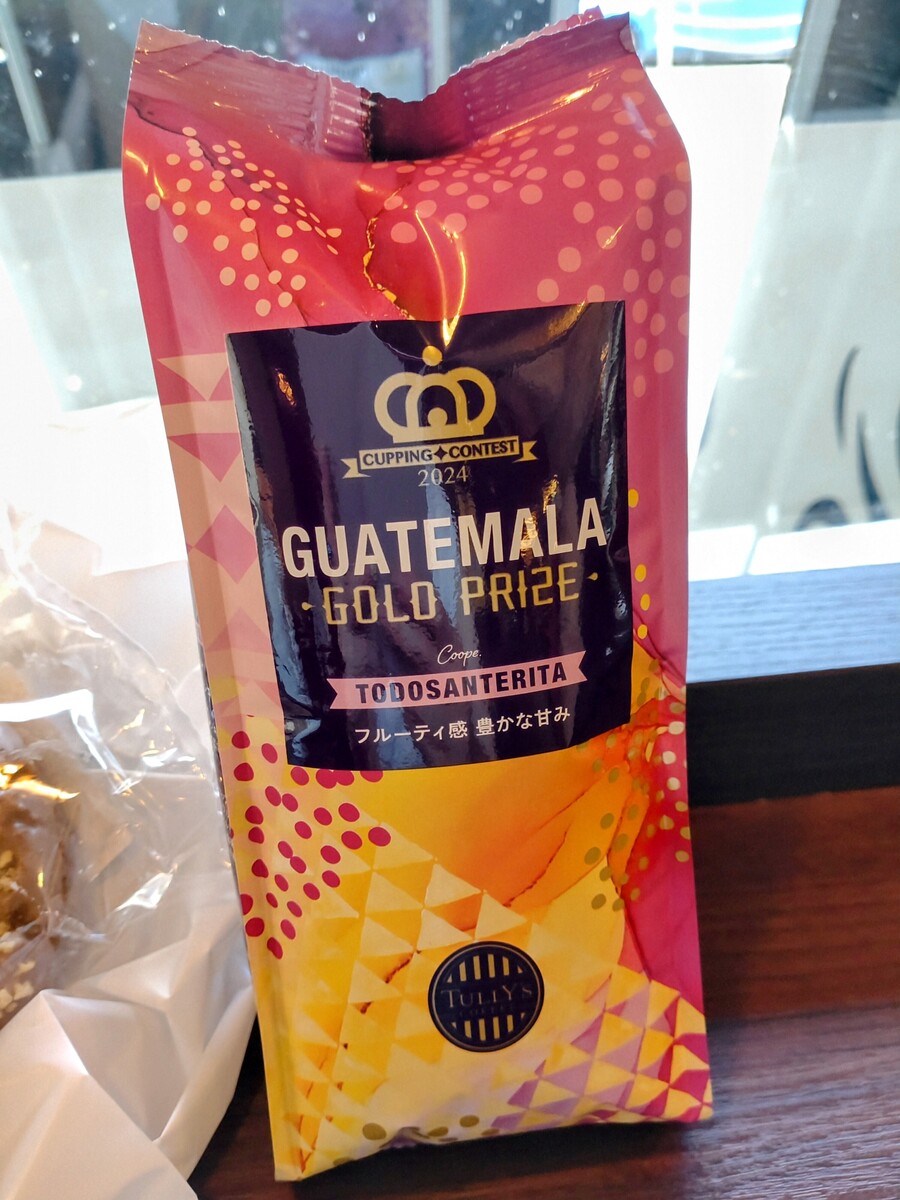 CUPPING CONTEST
2024
GUATEMALA
GOLD PRIZE
Coope.
TODOSANTERITA
フルーティ感 豊かな甘み
TULLY'S
COFFEE